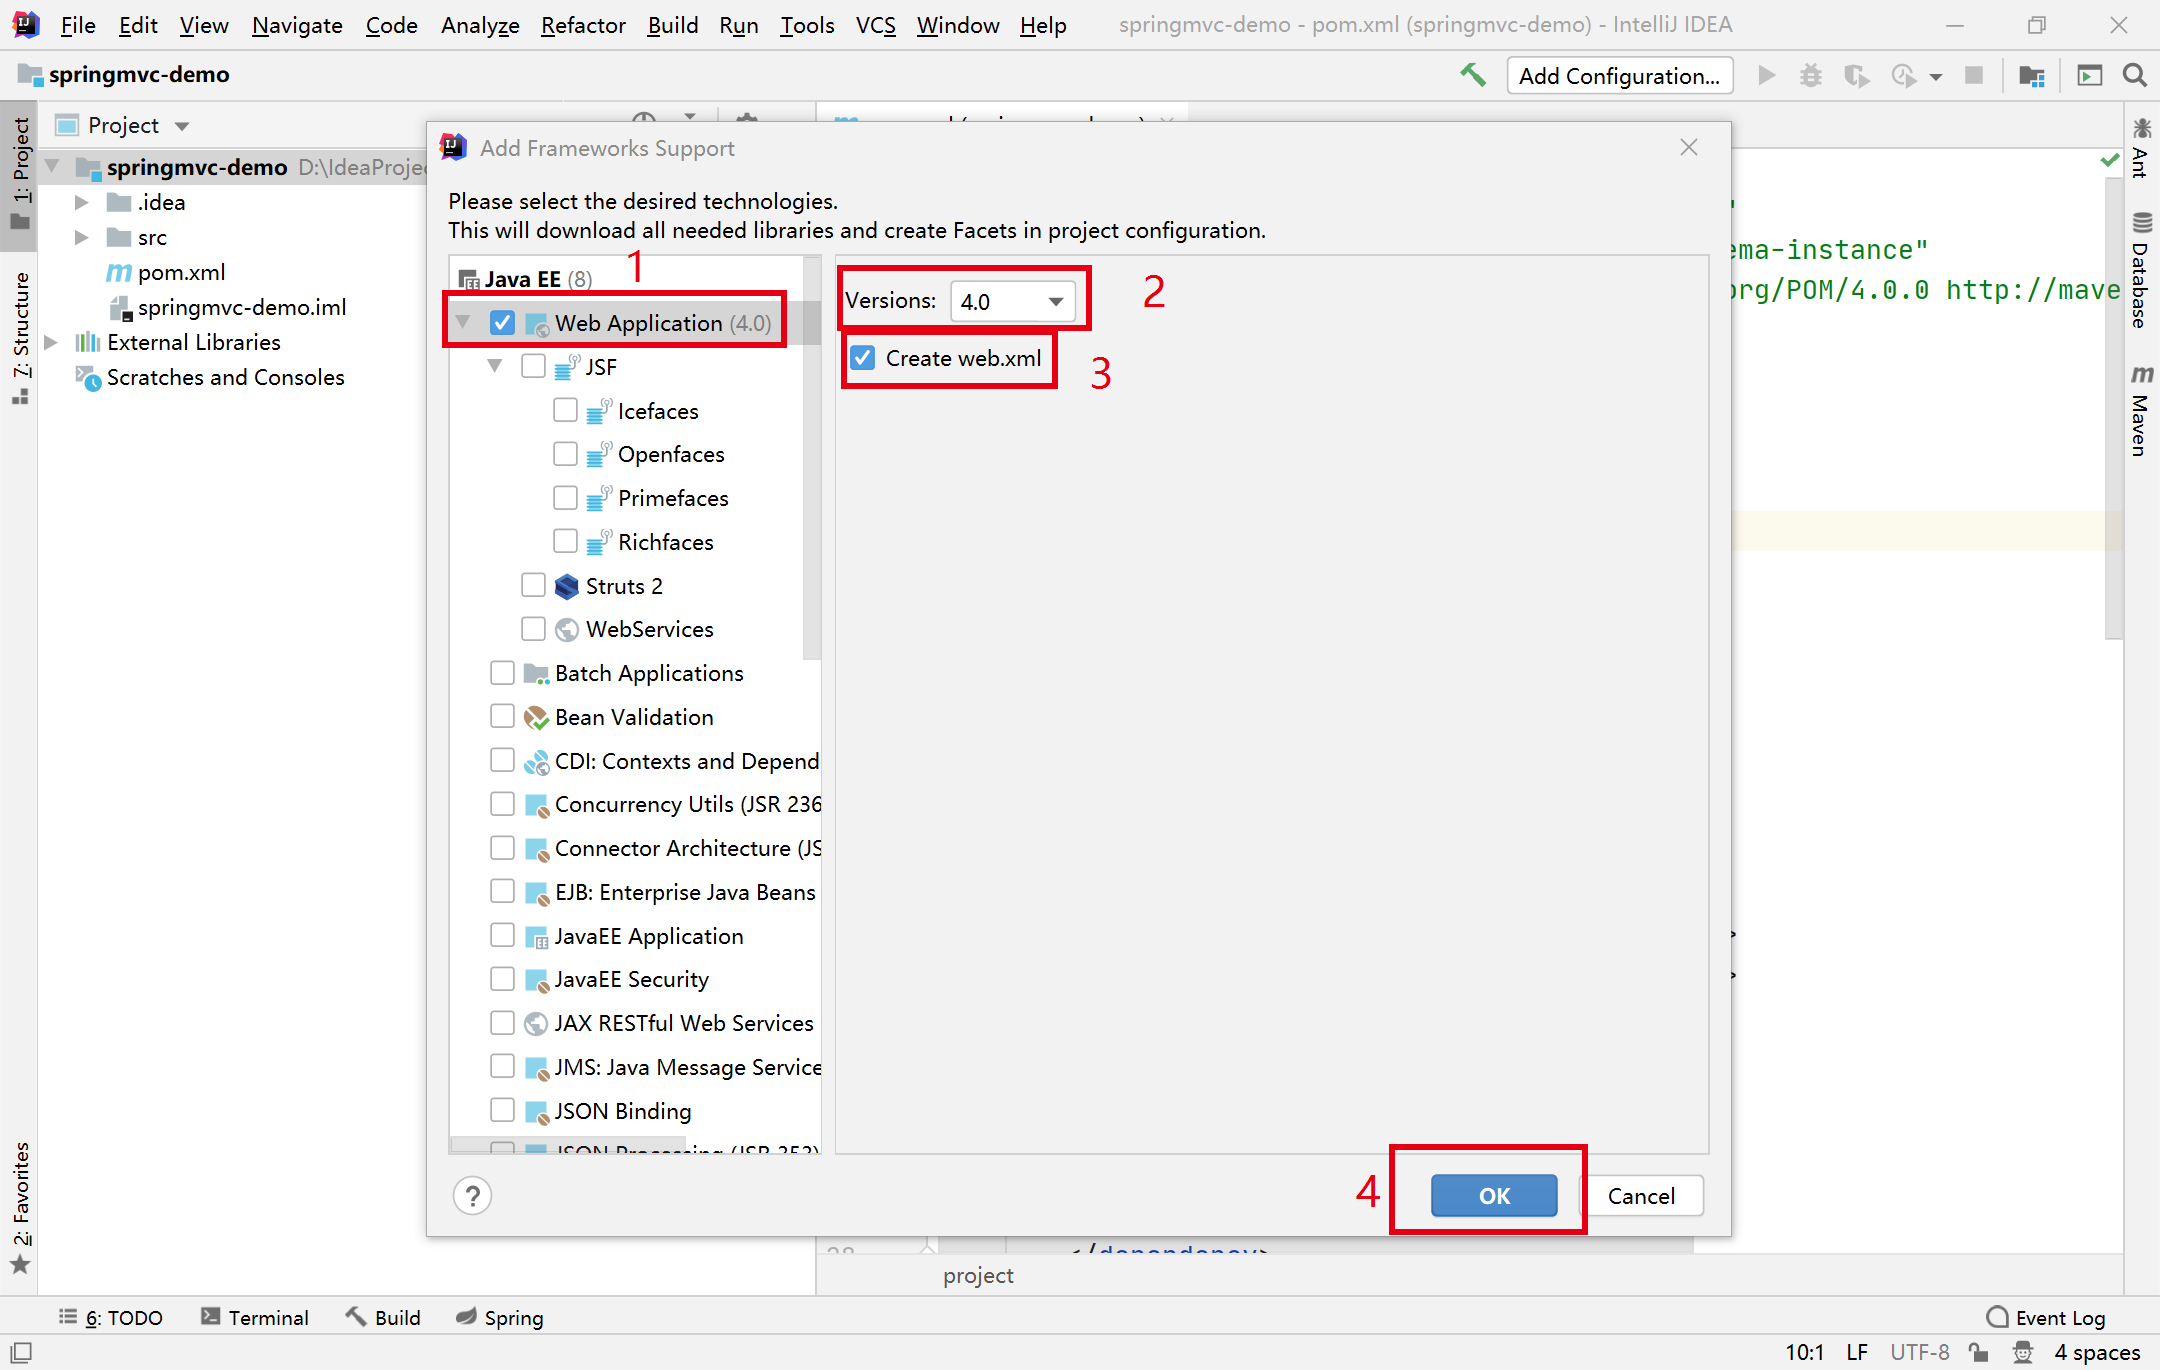 File Edit View Navigate Code Analyze Refactor Build Run Tools VCS Window Help springmvc-demo - pom.xml (springmvc-demo) - IntelliJ IDEA
springmvc-demo Add Configuration...
1: Project
7: Structure
2: Favorites
Project
springmvc-demo D:\IdeaProjec
.idea
src
pom.xml
springmvc-demo.iml
External Libraries
Scratches and Consoles
Add Frameworks Support
Please select the desired technologies.
This will download all needed libraries and create Facets in project configuration.
1
Java EE (8)
Web Application (4.0)
JSF
Icefaces
Openfaces
Primefaces
Richfaces
Struts 2
WebServices
Batch Applications
Bean Validation
CDI: Contexts and Depend
Concurrency Utils (JSR 236
Connector Architecture (JS
EJB: Enterprise Java Beans
JavaEE Application
JavaEE Security
JAX RESTful Web Services
JMS: Java Message Service
JSON Binding
JSON Processing (JSR 353)
Versions: 4.0
2
Create web.xml
3
4
OK
Cancel
?
ema-instance"
org/POM/4.0.0 http://mave
Ant
Database
m Maven
</dependency>
project
6: TODO Terminal Build Spring Event Log
10:1 LF UTF-8 4 spaces